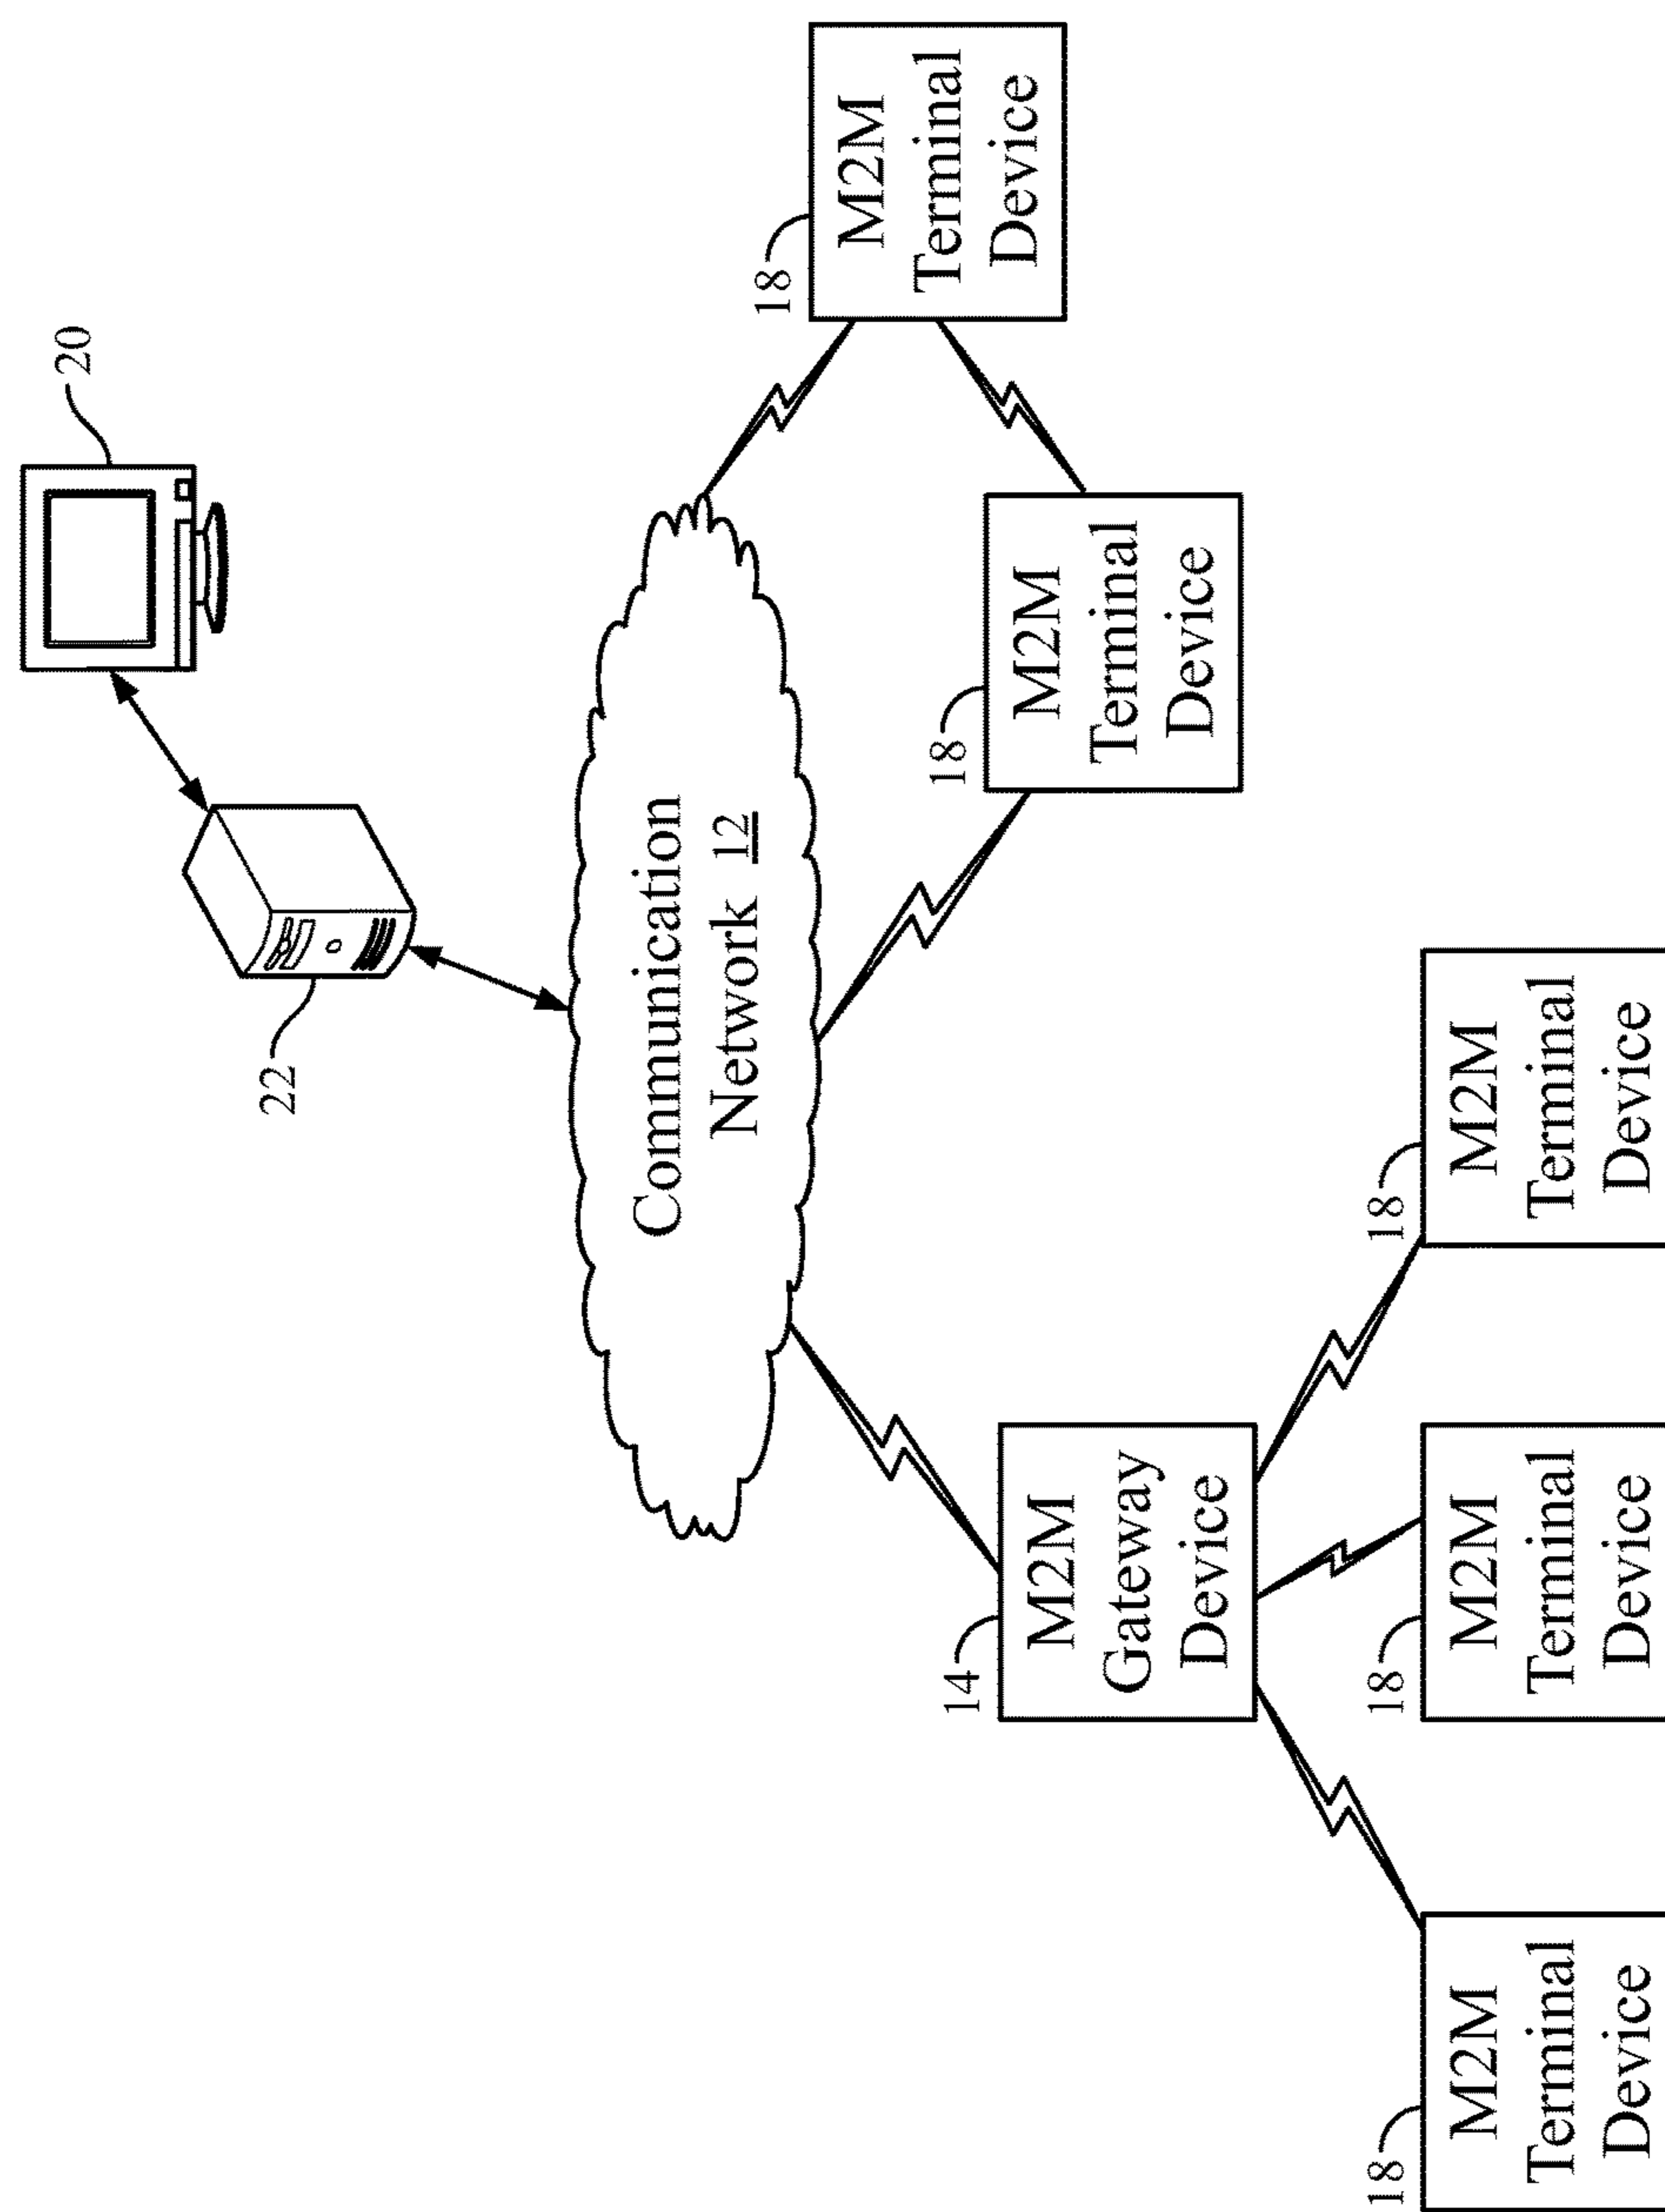 20
22
Communication
Network 12
18
M2M
Terminal
Device
18
M2M
Terminal
Device
14
M2M
Gateway
Device
18
M2M
Terminal
Device
18
M2M
Terminal
Device
18
M2M
Terminal
Device